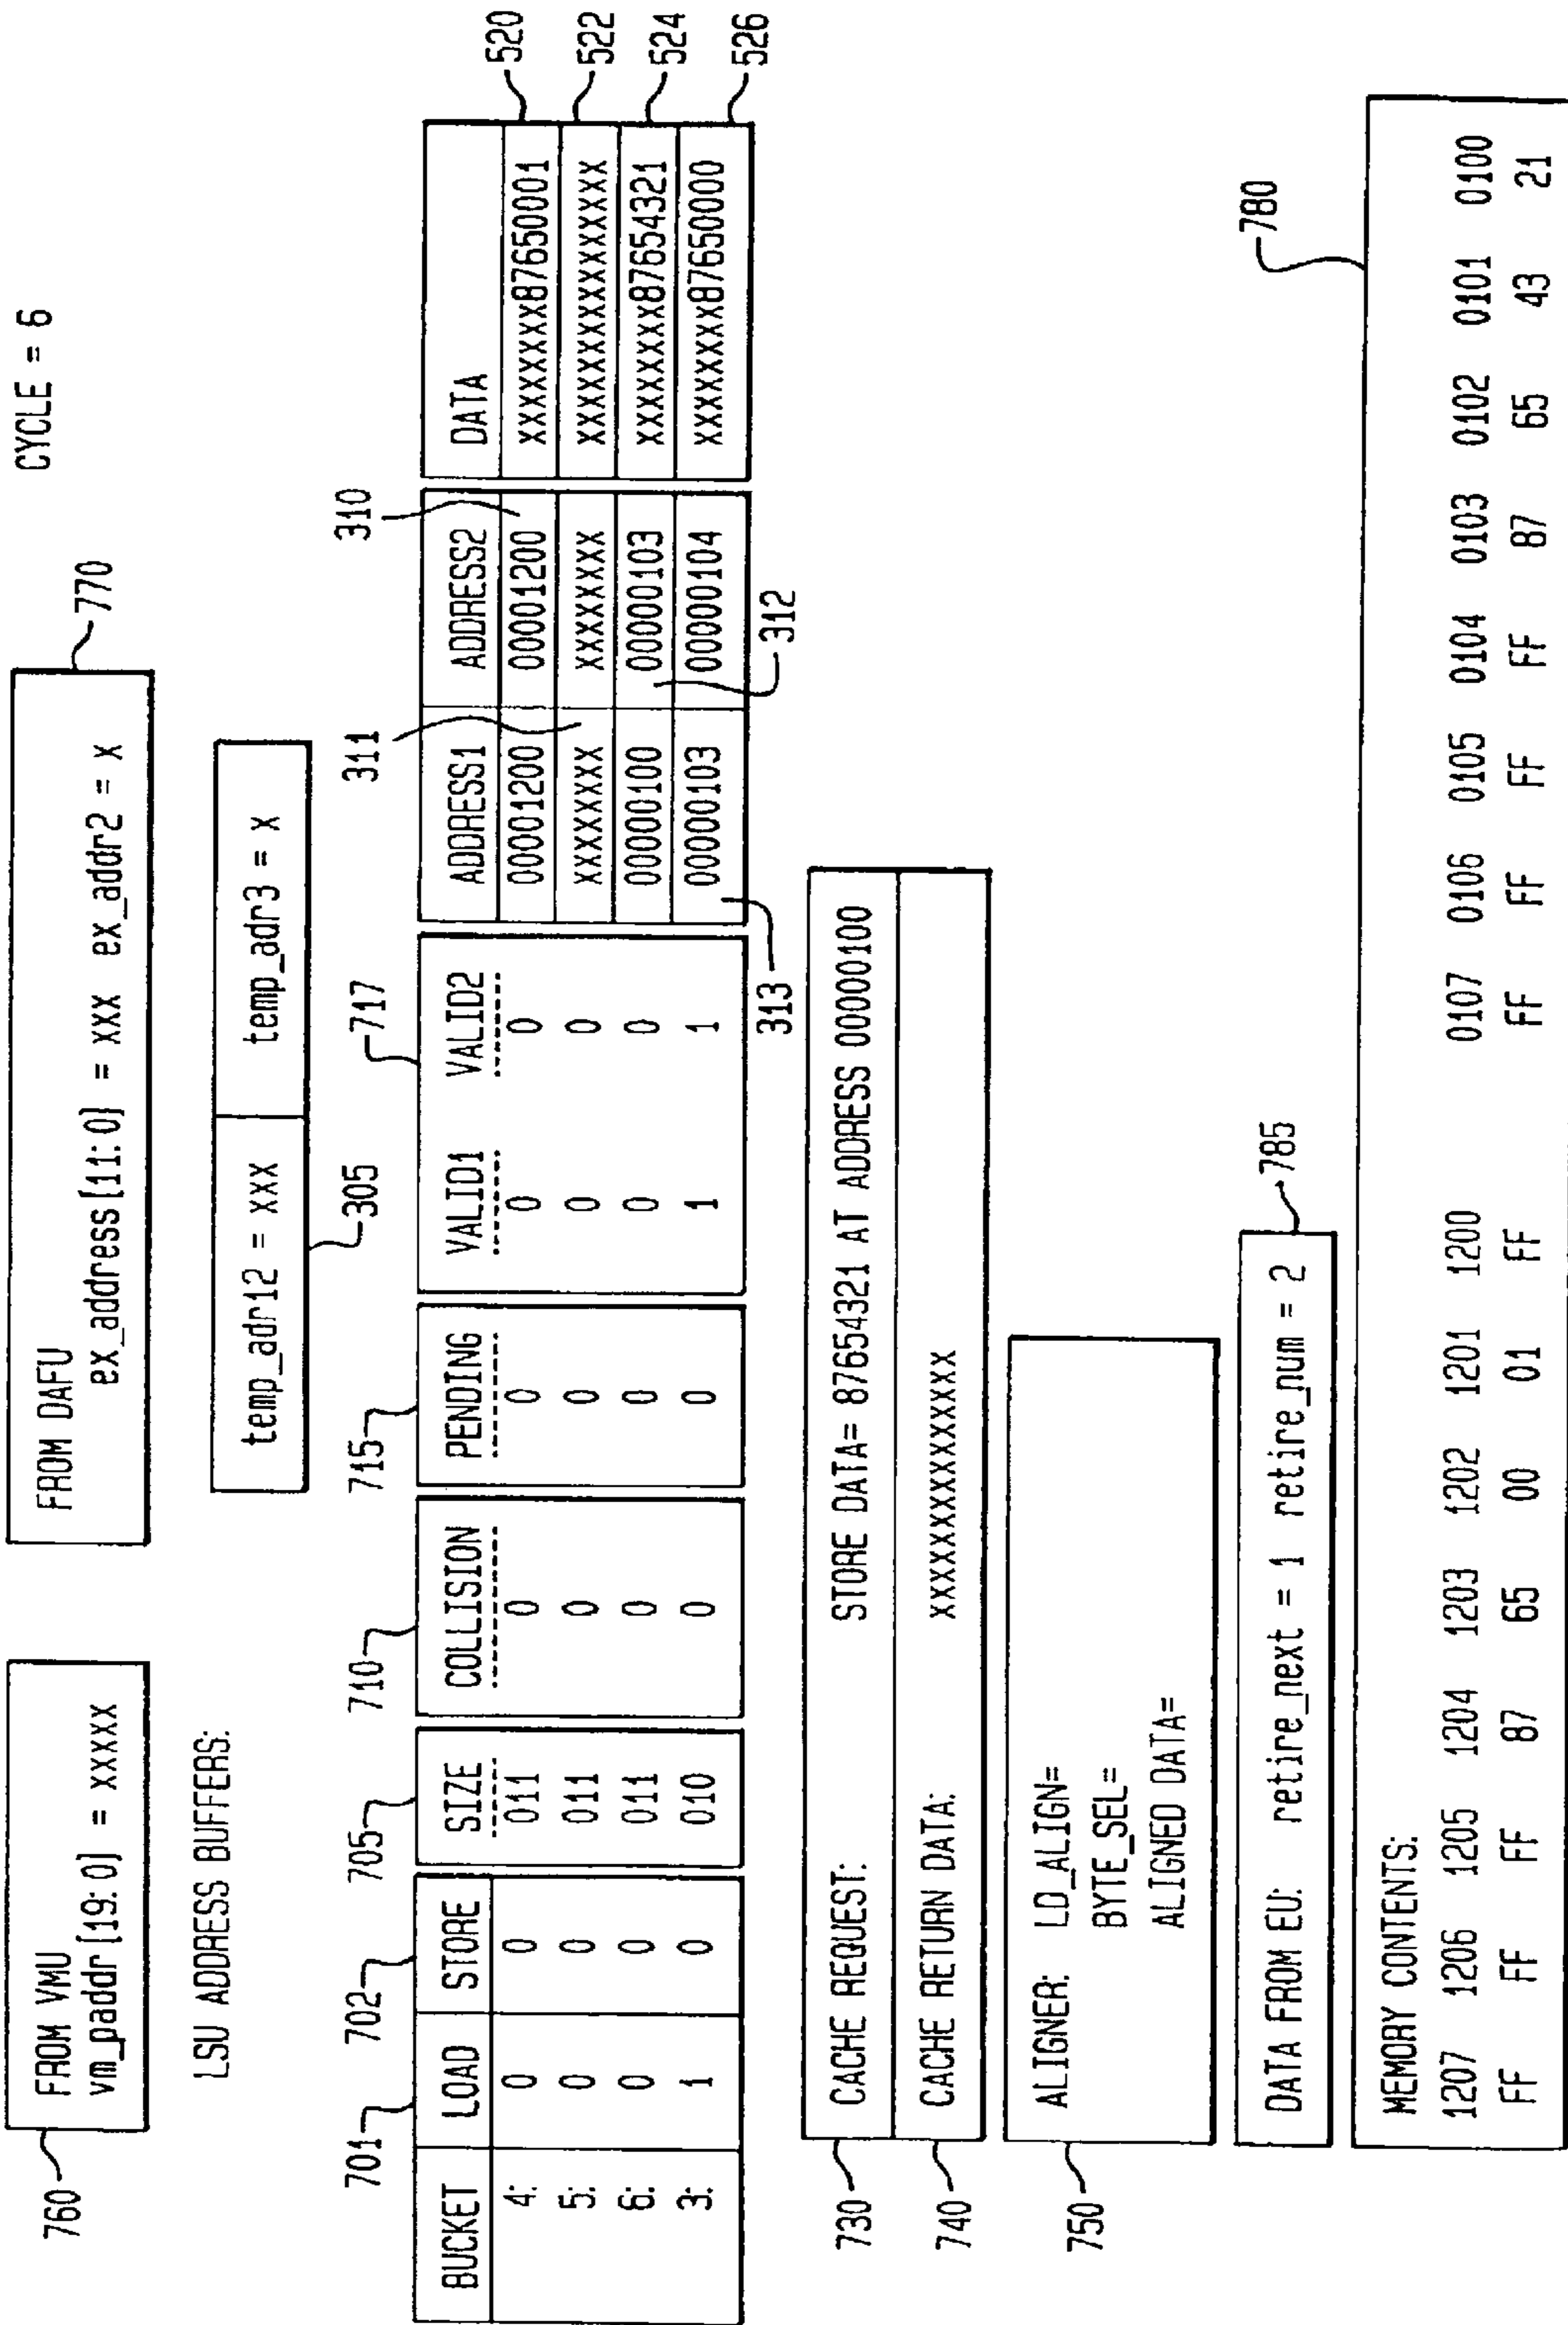 CYCLE = 6
FROM VMU
vm_paddr[19:0] = xxxxx
760
FROM DAFU
ex_address[11:0] = xxx ex_addr2 = x
770
temp_adr12 = xxx temp_adr3 = x
305
LSU ADDRESS BUFFERS:
701 702 705 710 715 717 311 310
BUCKET LOAD STORE SIZE COLLISION PENDING VALID1 VALID2 ADDRESS1 ADDRESS2 DATA
4: 0 0 011 0 0 0 0 00001200 00001200 xxxxxxx87650001 520
5: 0 0 011 0 0 0 0 xxxxxxxx xxxxxxxx xxxxxxxxxxxxxxx 522
6: 0 0 011 0 0 0 0 00000100 00000103 xxxxxxx87654321 524
3: 1 0 010 0 0 1 1 00000103 00000104 xxxxxxx87650000 526
313 312
730 CACHE REQUEST: STORE DATA= 87654321 AT ADDRESS 00000100
740 CACHE RETURN DATA: xxxxxxxxxxxxxxxx
750 ALIGNER: LD_ALIGN=
BYTE_SEL=
ALIGNED DATA=
DATA FROM EU: retire_next = 1 retire_num = 2 785
780
MEMORY CONTENTS:
1207 1206 1205 1204 1203 1202 1201 1200 0107 0106 0105 0104 0103 0102 0101 0100
FF FF FF 87 65 00 01 FF FF FF FF FF 87 65 43 21